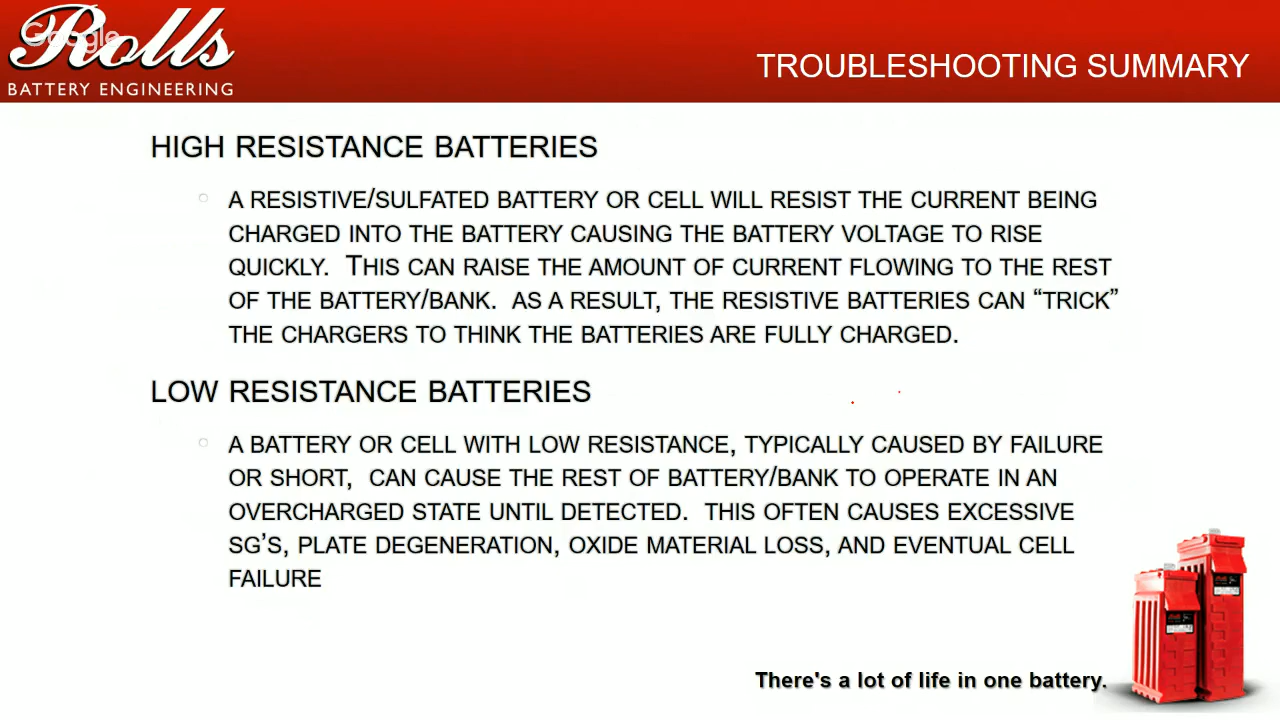 Rolls
Google
BATTERY ENGINEERING
TROUBLESHOOTING SUMMARY
HIGH RESISTANCE BATTERIES
A RESISTIVE/SULFATED BATTERY OR CELL WILL RESIST THE CURRENT BEING
CHARGED INTO THE BATTERY CAUSING THE BATTERY VOLTAGE TO RISE
QUICKLY. THIS CAN RAISE THE AMOUNT OF CURRENT FLOWING TO THE REST
OF THE BATTERY/BANK. AS A RESULT, THE RESISTIVE BATTERIES CAN “TRICK”
THE CHARGERS TO THINK THE BATTERIES ARE FULLY CHARGED.
LOW RESISTANCE BATTERIES
A BATTERY OR CELL WITH LOW RESISTANCE, TYPICALLY CAUSED BY FAILURE
OR SHORT, CAN CAUSE THE REST OF BATTERY/BANK TO OPERATE IN AN
OVERCHARGED STATE UNTIL DETECTED. THIS OFTEN CAUSES EXCESSIVE
SG’S, PLATE DEGENERATION, OXIDE MATERIAL LOSS, AND EVENTUAL CELL
FAILURE
There's a lot of life in one battery.